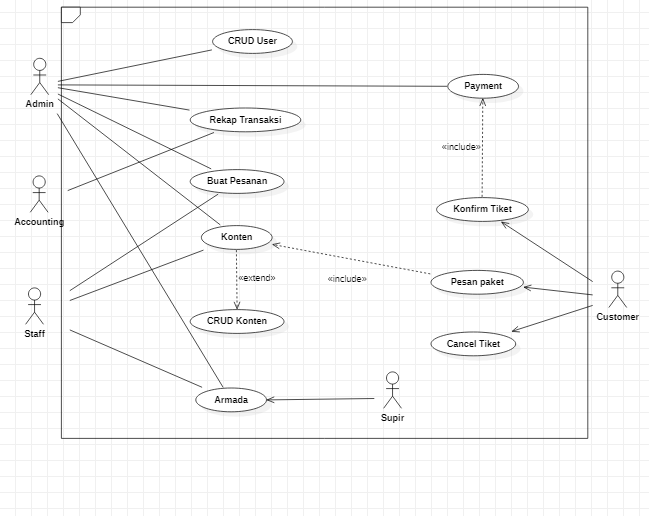 CRUD User
Payment
Admin
Rekap Transaksi
«include»
Buat Pesanan
Accounting
Konfirm Tiket
Konten
«extend»
«include»
Pesan paket
Customer
Staff
CRUD Konten
Cancel Tiket
Armada
Supir